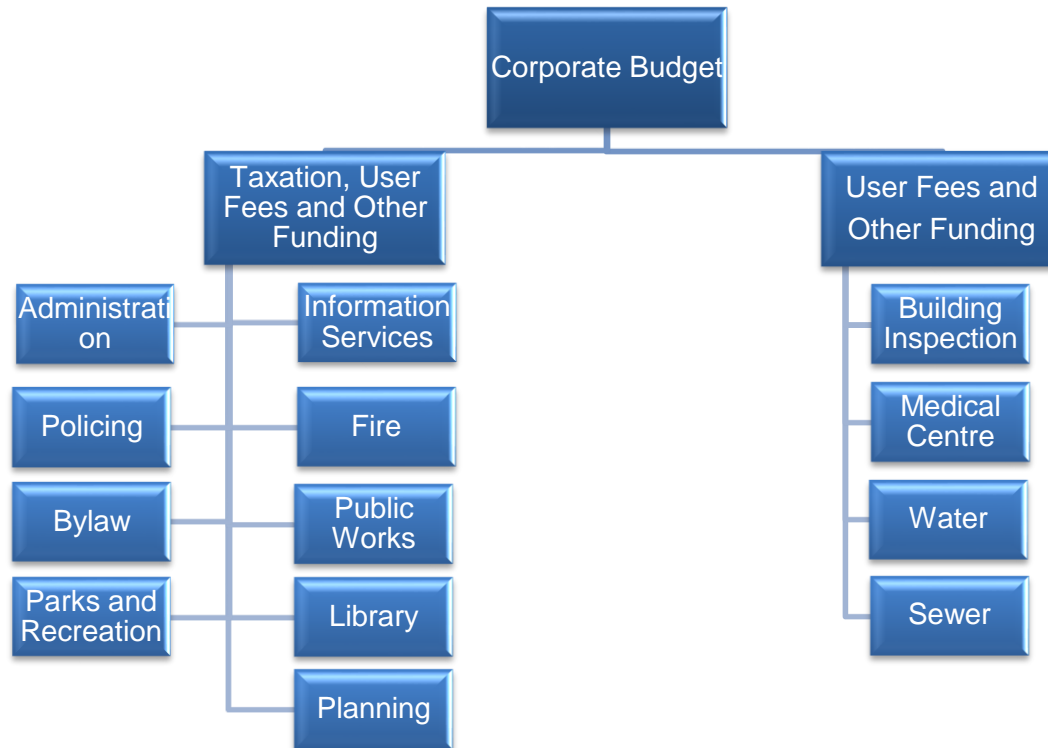 Corporate Budget
Taxation, User
Fees and Other
Funding
User Fees and
Other Funding
Administrati
on
Information
Services
Policing
Fire
Bylaw
Public
Works
Parks and
Recreation
Library
Planning
Building
Inspection
Medical
Centre
Water
Sewer